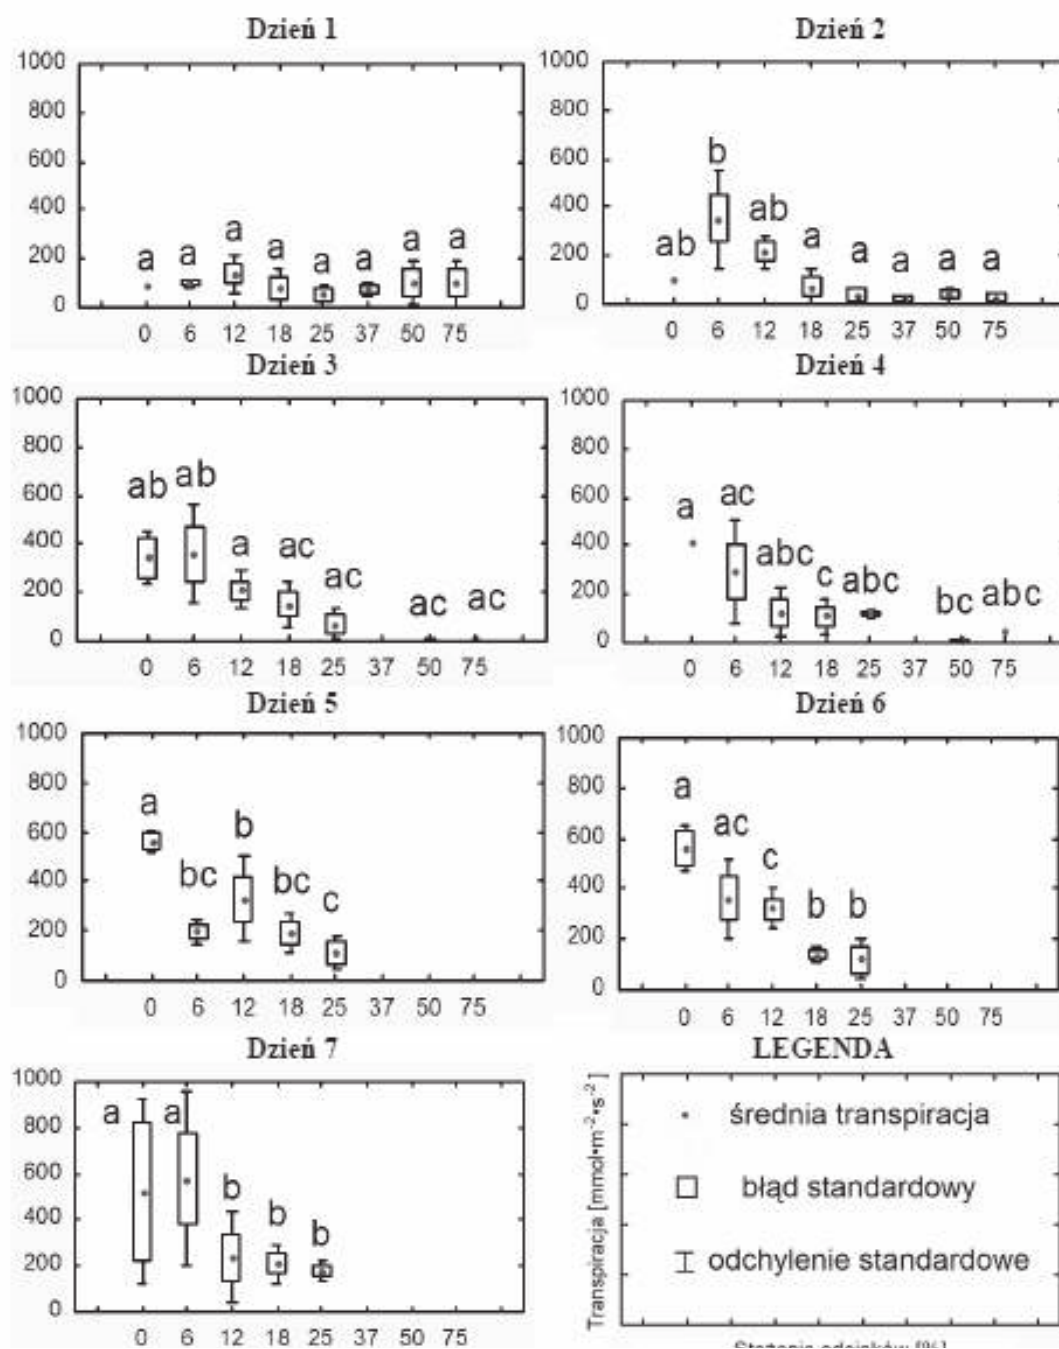 Dzień 1
1000
800
600
400
200
0
a a a a a a a a
0 6 12 18 25 37 50 75
Dzień 2
1000
800
600
400
200
0
ab b ab a a a a a
0 6 12 18 25 37 50 75
Dzień 3
1000
800
600
400
200
0
ab ab a ac ac ac ac
0 6 12 18 25 37 50 75
Dzień 4
1000
800
600
400
200
0
a ac abc c abc bc abc
0 6 12 18 25 37 50 75
Dzień 5
1000
800
600
400
200
0
a bc b bc c
0 6 12 18 25 37 50 75
Dzień 6
1000
800
600
400
200
0
a ac c b b
0 6 12 18 25 37 50 75
Dzień 7
1000
800
600
400
200
0
a a b b b
0 6 12 18 25 37 50 75
LEGENDA
Transpiracja [mmol•m⁻²•s⁻²]
średnia transpiracja
błąd standardowy
odchylenie standardowe